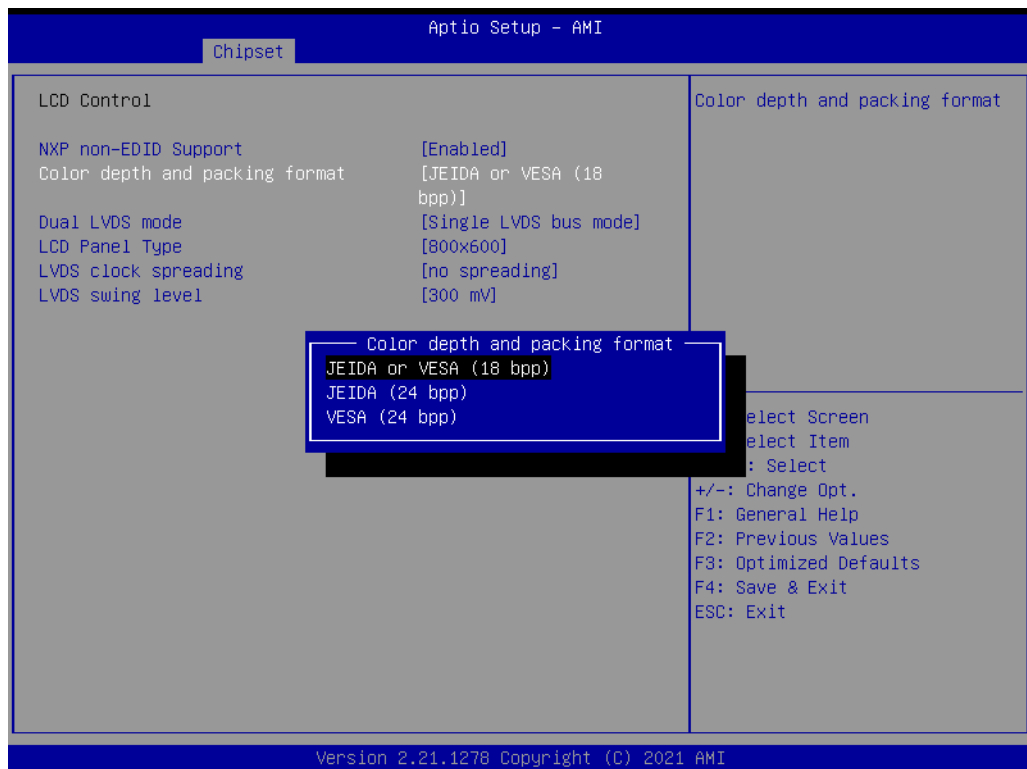 Aptio Setup – AMI
Chipset
LCD Control
NXP non-EDID Support [Enabled]
Color depth and packing format [JEIDA or VESA (18
bpp)]
Dual LVDS mode [Single LVDS bus mode]
LCD Panel Type [800x600]
LVDS clock spreading [no spreading]
LVDS swing level [300 mV]
Color depth and packing format
Color depth and packing format
JEIDA or VESA (18 bpp)
JEIDA (24 bpp)
VESA (24 bpp)
elect Screen
elect Item
: Select
+/-: Change Opt.
F1: General Help
F2: Previous Values
F3: Optimized Defaults
F4: Save & Exit
ESC: Exit
Version 2.21.1278 Copyright (C) 2021 AMI